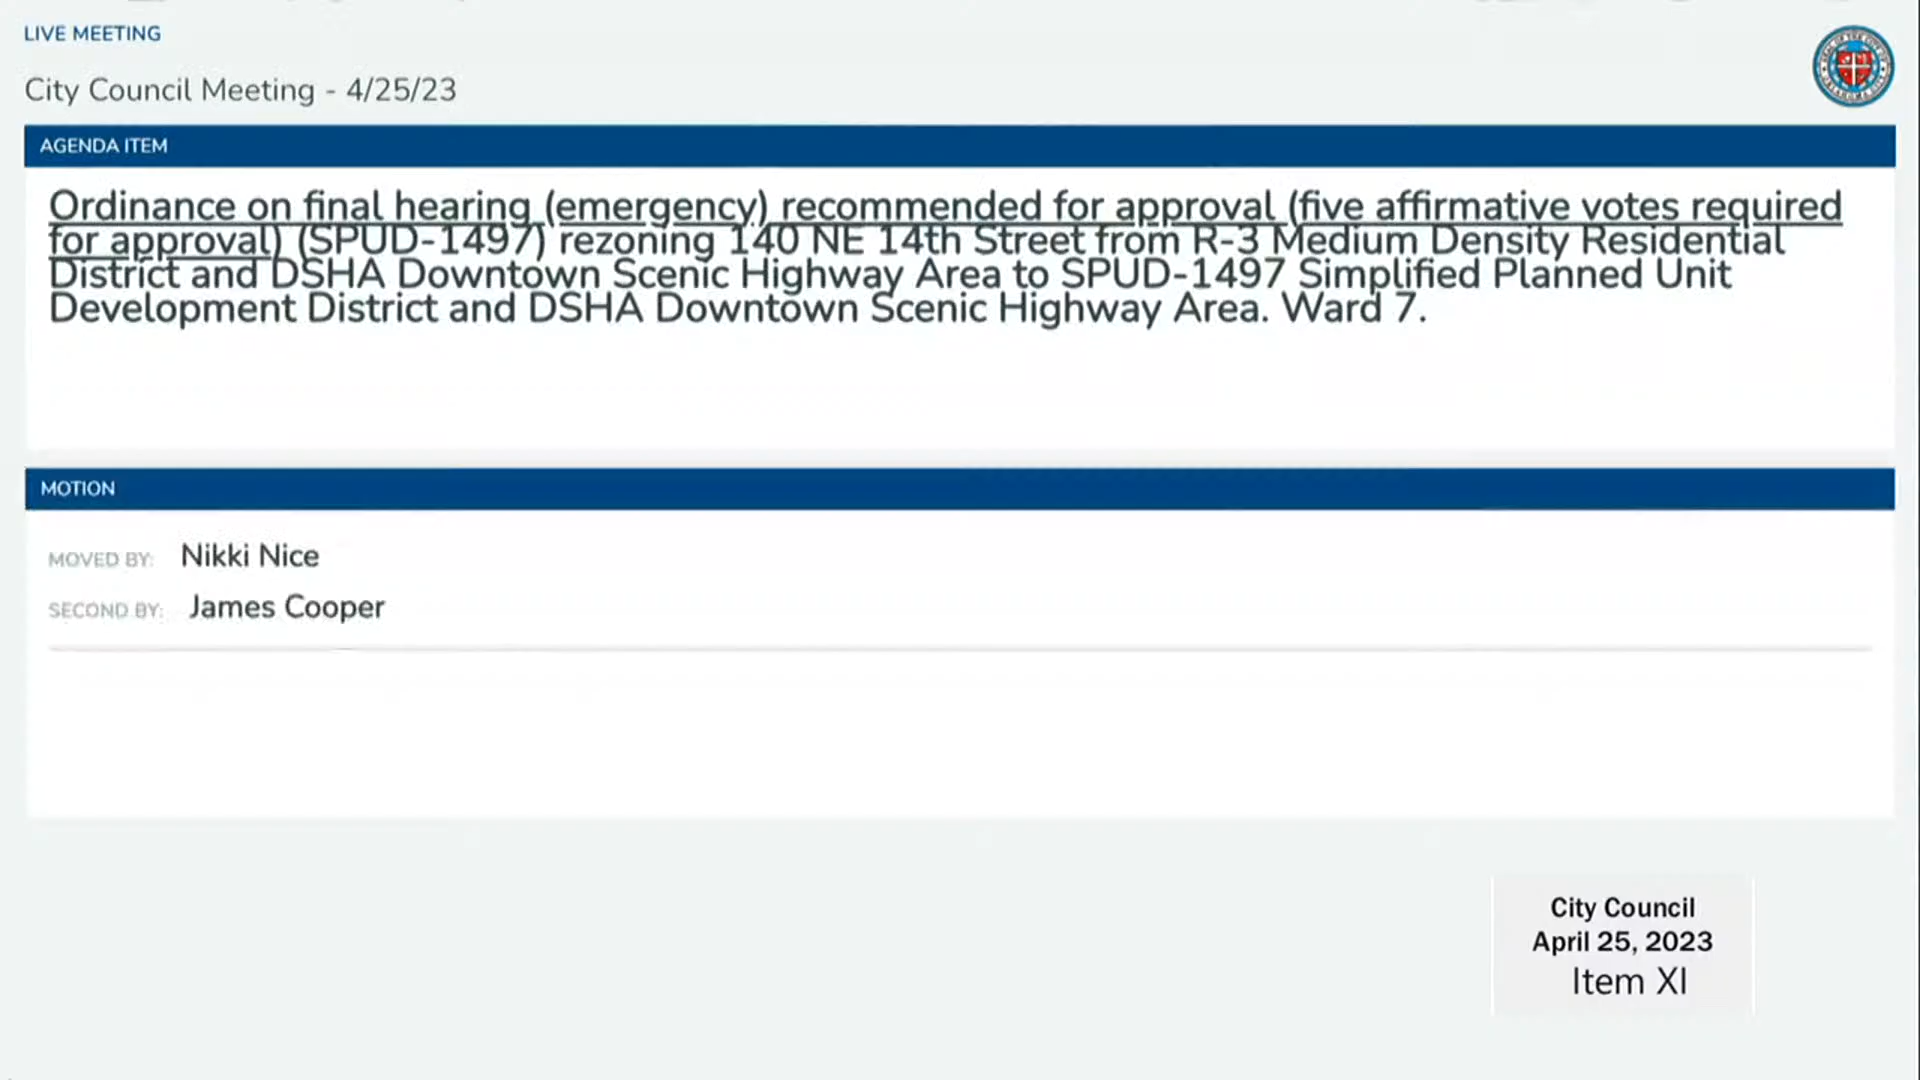 LIVE MEETING
City Council Meeting - 4/25/23
AGENDA ITEM
Ordinance on final hearing (emergency) recommended for approval (five affirmative votes required
for approval) (SPUD-1497) rezoning 140 NE 14th Street from R-3 Medium Density Residential
District and DSHA Downtown Scenic Highway Area to SPUD-1497 Simplified Planned Unit
Development District and DSHA Downtown Scenic Highway Area. Ward 7.
MOTION
MOVED BY: Nikki Nice
SECOND BY: James Cooper
City Council
April 25, 2023
Item XI